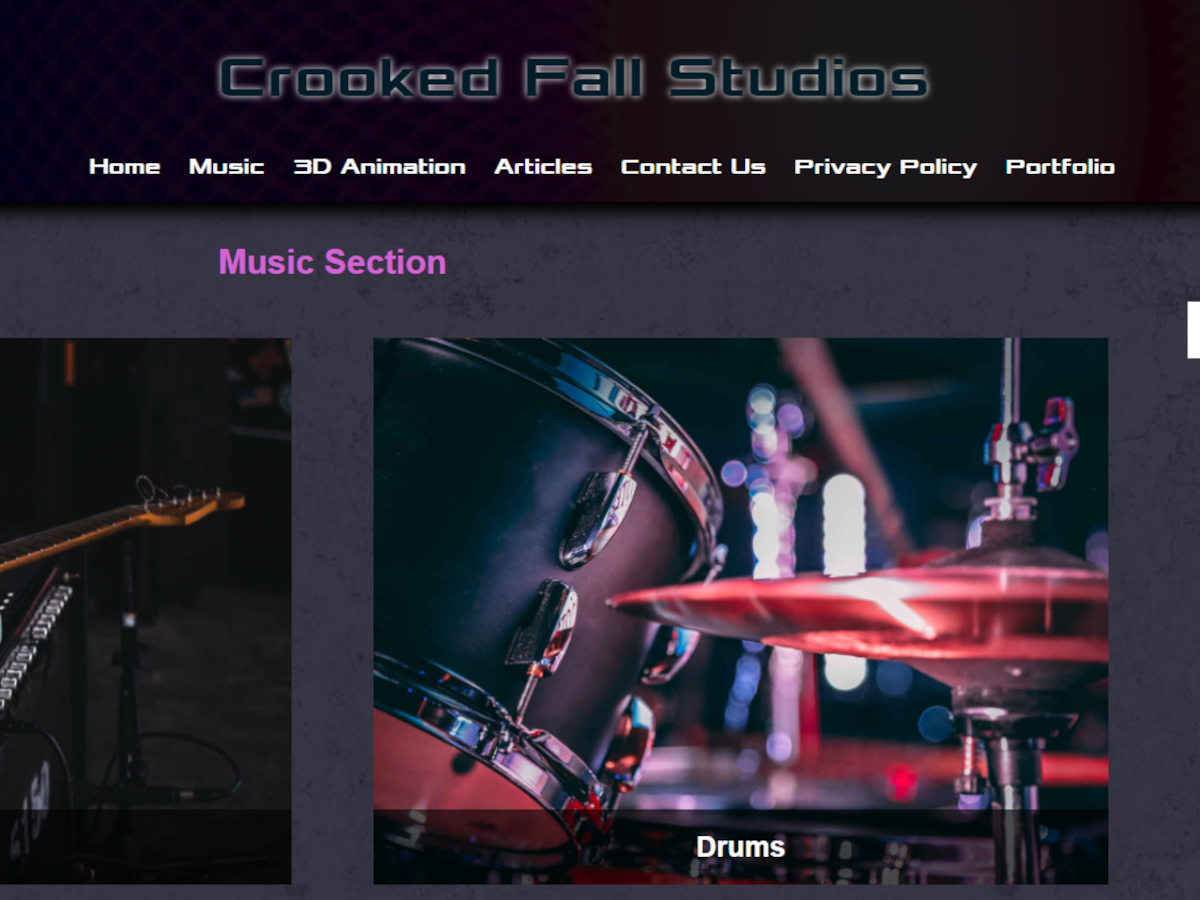 Crooked Fall Studios
Home Music 3D Animation Articles Contact Us Privacy Policy Portfolio
Music Section
Drums